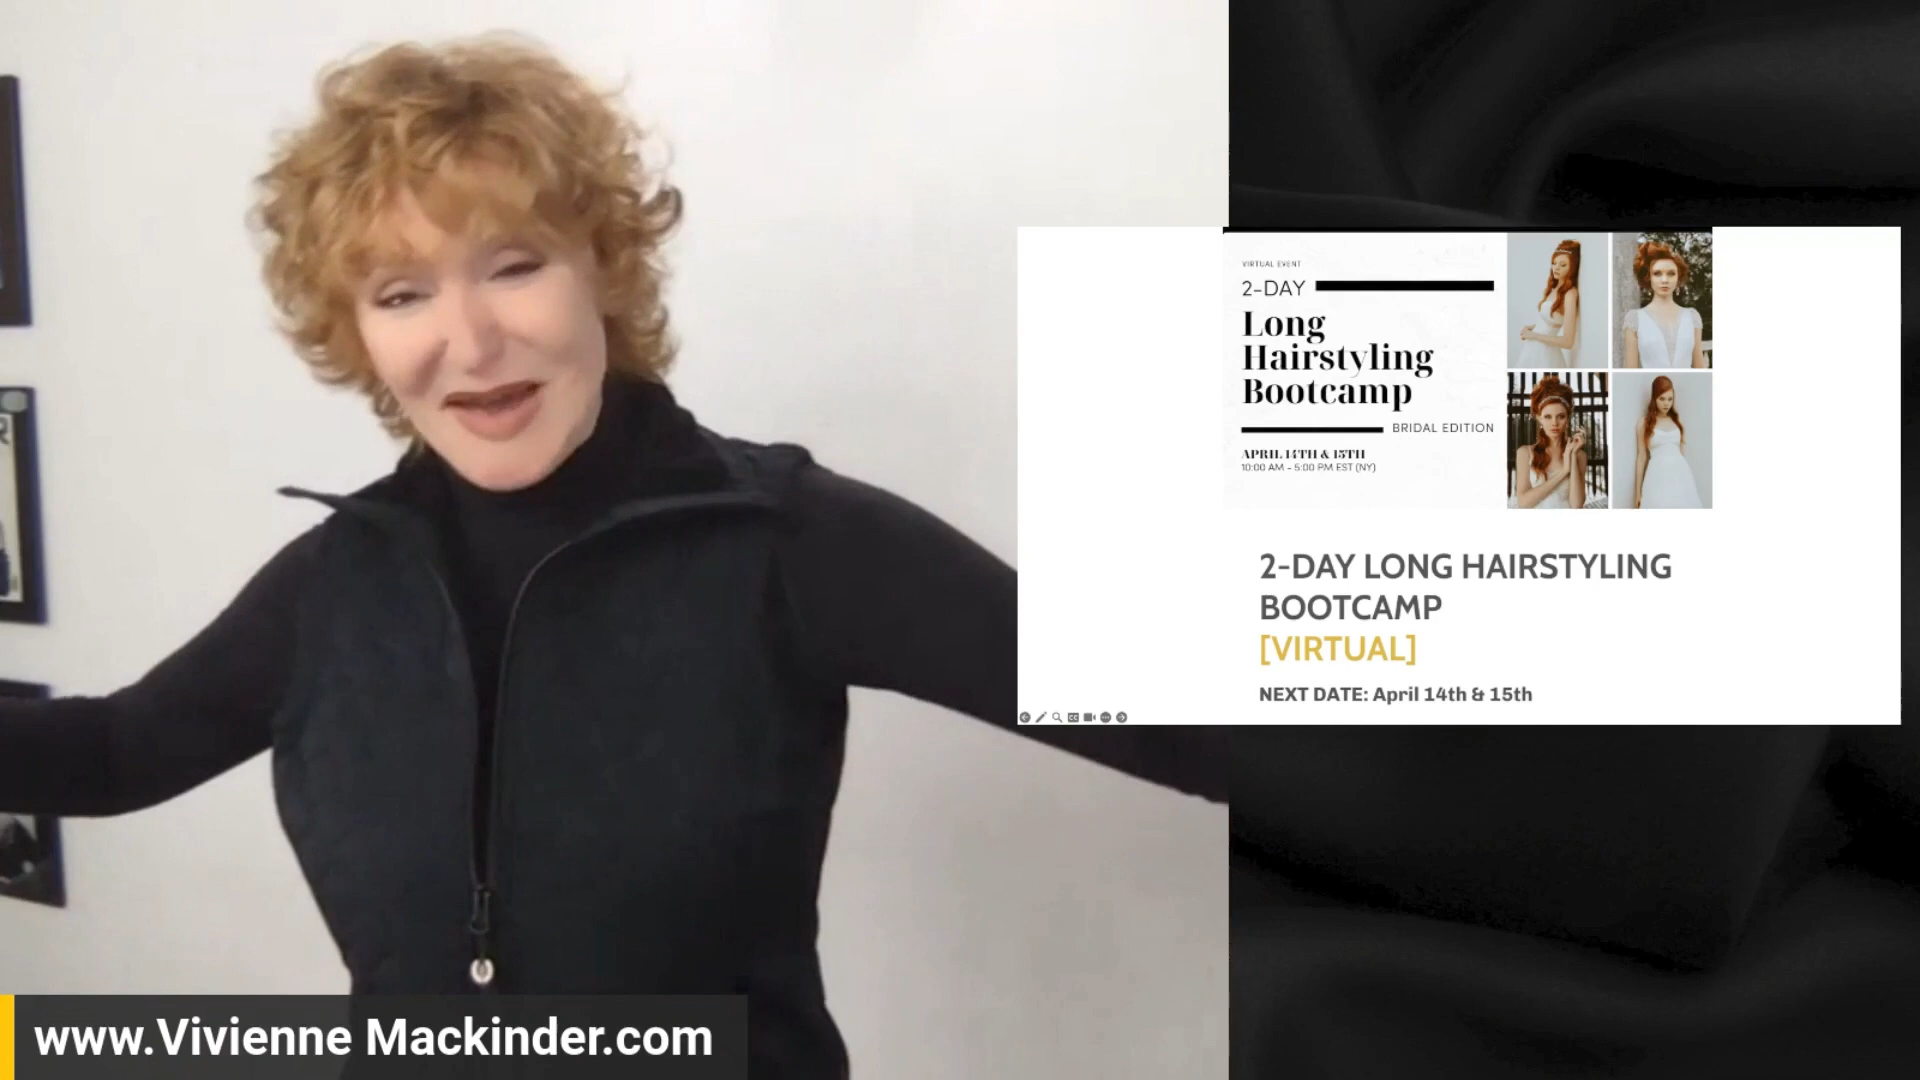 VIRTUAL EVENT
2-DAY
Long
Hairstyling
Bootcamp
BRIDAL EDITION
APRIL 14TH & 15TH
10:00 AM – 5:00 PM EST (NY)
2-DAY LONG HAIRSTYLING
BOOTCAMP
[VIRTUAL]
NEXT DATE: April 14th & 15th
www.Vivienne Mackinder.com